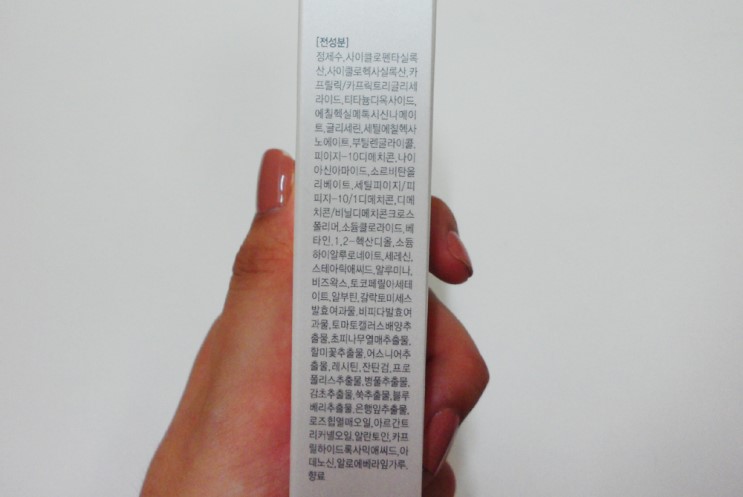 [전성분]
정제수,사이클로펜타실록
산,사이클로헥사실록산,카
프릴릭/카프릭트리글리세
라이드,티타늄디옥사이드,
에칠헥실메톡시신나메이
트,글리세린,세틸에칠헥사
노에이트,부틸렌글라이콜,
피이지-10디메치콘,나이
아신아마이드,소르비탄올
리베이트,세틸피이지/피
피지-10/1디메치콘,디메
치콘/비닐디메치콘크로스
폴리머,소듐클로라이드,베
타인,1,2-헥산디올,소듐
하이알루로네이트,세레신,
스테아릭애씨드,알루미나,
비즈왁스,토코페릴아세테
이트,알부틴,갈락토미세스
발효여과물,비피다발효여
과물,토마토캘러스배양추
출물,초피나무열매추출물,
할미꽃추출물,어스니어추
출물,레시틴,잔탄검,프로
폴리스추출물,병풀추출물,
감초추출물,쑥추출물,블루
베리추출물,은행잎추출물,
로즈힙열매오일,아르간트
리커넬오일,알란토인,카프
릴하이드록사믹애씨드,아
데노신,알로에베라잎가루,
향료